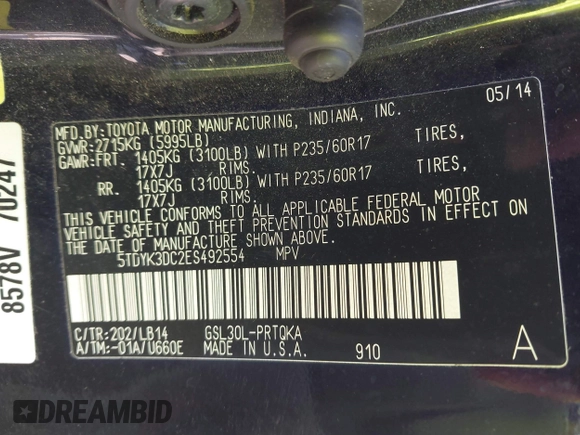 05/14
MFD.BY:TOYOTA MOTOR MANUFACTURING, INDIANA, INC.
GVWR:2715KG (5995LB)
GAWR:FRT. 1405KG (3100LB) WITH P235/60R17 TIRES,
17X7J RIMS.
RR. 1405KG (3100LB) WITH P235/60R17 TIRES,
17X7J RIMS.
THIS VEHICLE CONFORMS TO ALL APPLICABLE FEDERAL MOTOR
VEHICLE SAFETY AND THEFT PREVENTION STANDARDS IN EFFECT ON
THE DATE OF MANUFACTURE SHOWN ABOVE.
5TDYK3DC2ES492554 MPV
C/TR:202/LB14 GSL30L-PRTQKA
A/TM:-01A/U660E MADE IN U.S.A. 910 A
8578V 70247
DREAMBID